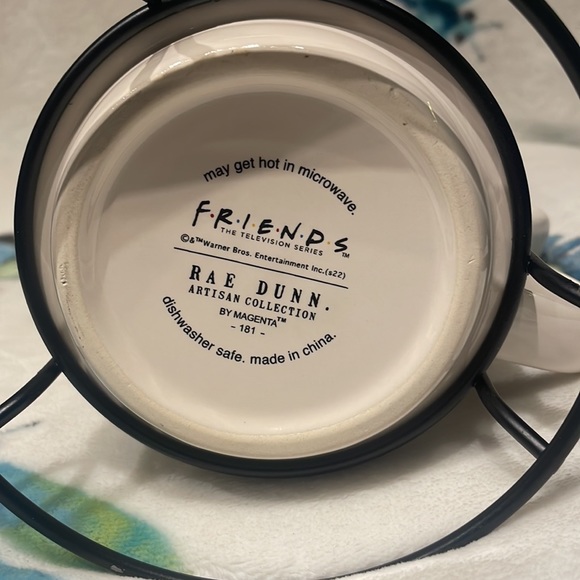 may get hot in microwave.
F·R·I·E·N·D·S™
THE TELEVISION SERIES
©&™Warner Bros. Entertainment Inc.(s22)
RAE DUNN.
ARTISAN COLLECTION
BY MAGENTA™
- 181 -
dishwasher safe. made in china.